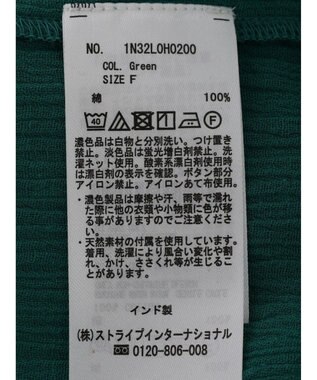 NO. 1N32L0H0200
COL. Green
SIZE F
綿 100%
40 F
濃色品は白物と分別洗い。つけ置き
禁止。淡色品は蛍光増白剤禁止。洗
濯ネット使用。酸素系漂白剤使用時
は漂白剤の表示を確認。ボタン部分
アイロン禁止。アイロンあて布使用。
・濃色製品は摩擦や汗、雨等で濡れ
た際に他の衣類や小物類に色が移
る事がありますのでご注意くださ
い。
・天然素材の付属を使用しています。
着用、洗濯により風合い変化や割
れ、かけ、ささくれ等が生じるこ
とがあります。
インド製
(株)ストライプインターナショナル
0120-806-008